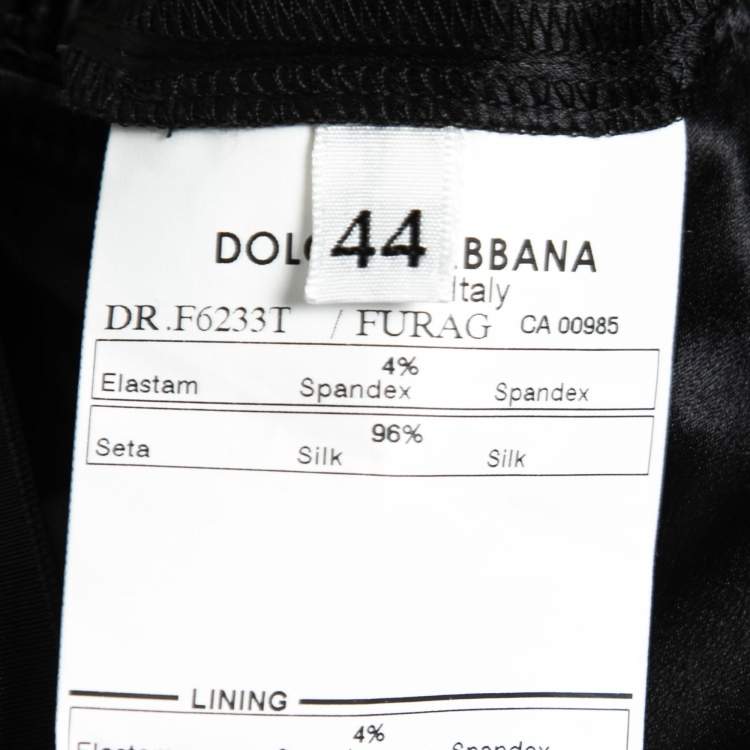 44
DOL BBANA
Italy
DR.F6233T / FURAG CA 00985
4%
Elastam Spandex Spandex
96%
Seta Silk Silk
LINING
4%
Spandex